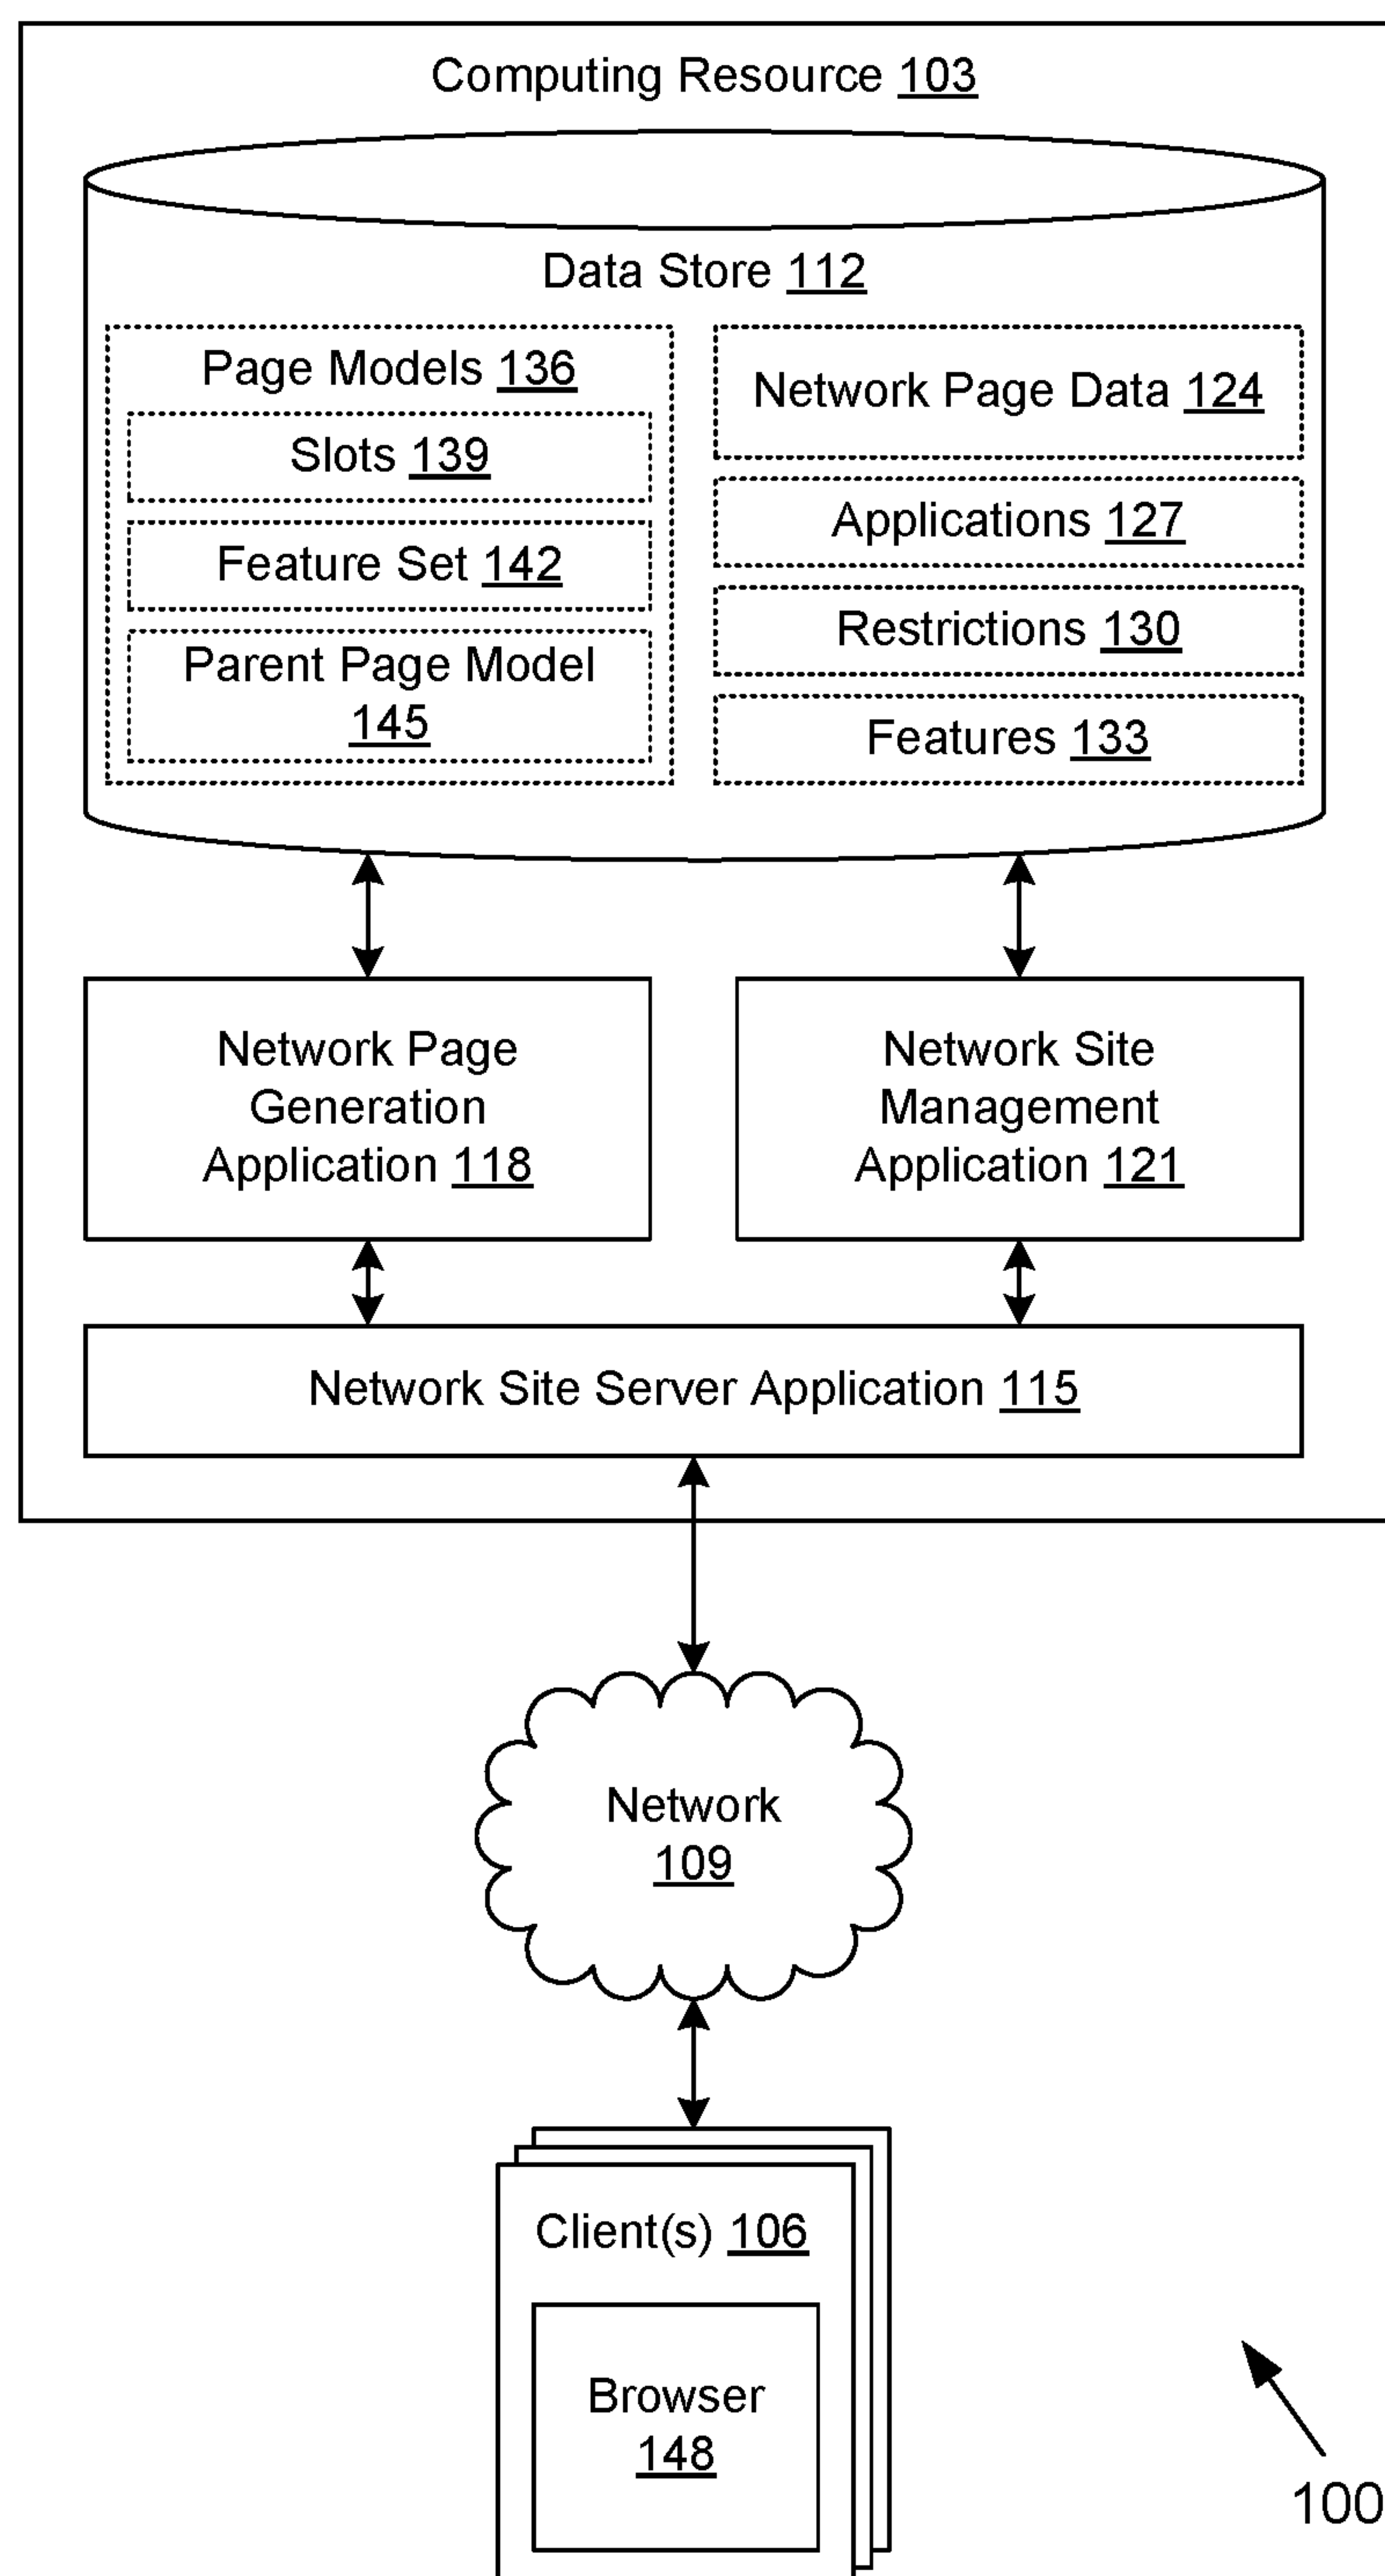 Computing Resource 103
Data Store 112
Page Models 136
Slots 139
Feature Set 142
Parent Page Model
145
Network Page Data 124
Applications 127
Restrictions 130
Features 133
Network Page
Generation
Application 118
Network Site
Management
Application 121
Network Site Server Application 115
Network
109
Client(s) 106
Browser
148
100